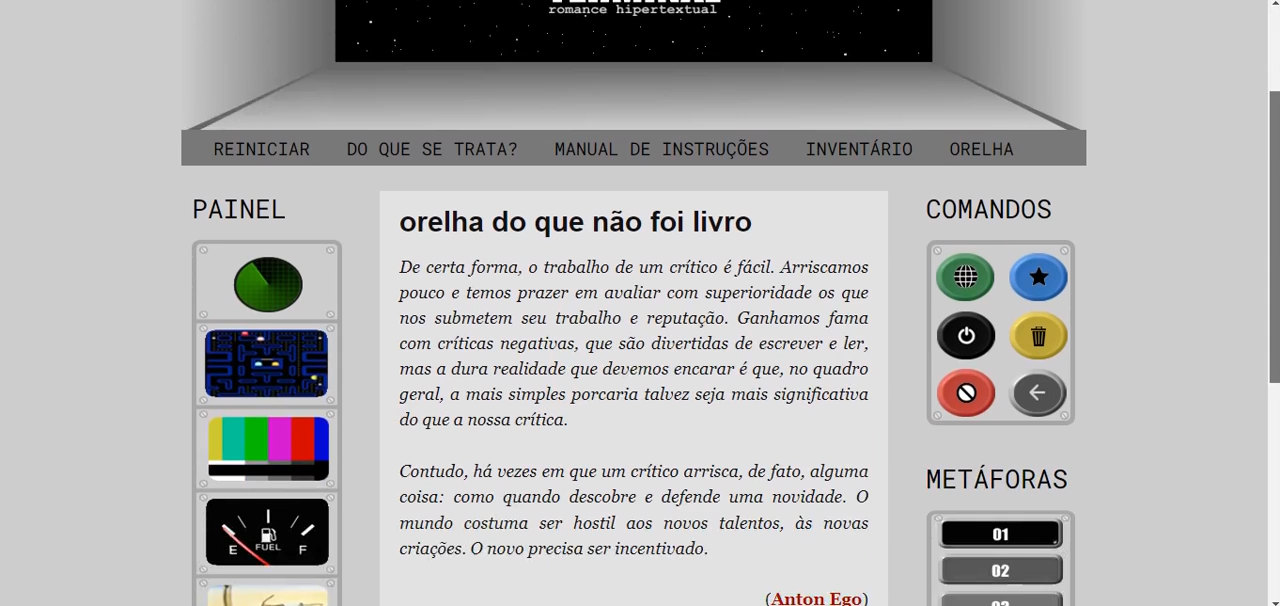 romance hipertextual
REINICIAR DO QUE SE TRATA? MANUAL DE INSTRUÇÕES INVENTÁRIO ORELHA
PAINEL
E FUEL F
orelha do que não foi livro
De certa forma, o trabalho de um crítico é fácil. Arriscamos
pouco e temos prazer em avaliar com superioridade os que
nos submetem seu trabalho e reputação. Ganhamos fama
com críticas negativas, que são divertidas de escrever e ler,
mas a dura realidade que devemos encarar é que, no quadro
geral, a mais simples porcaria talvez seja mais significativa
do que a nossa crítica.
Contudo, há vezes em que um crítico arrisca, de fato, alguma
coisa: como quando descobre e defende uma novidade. O
mundo costuma ser hostil aos novos talentos, às novas
criações. O novo precisa ser incentivado.
(Anton Ego)
COMANDOS
METÁFORAS
01
02